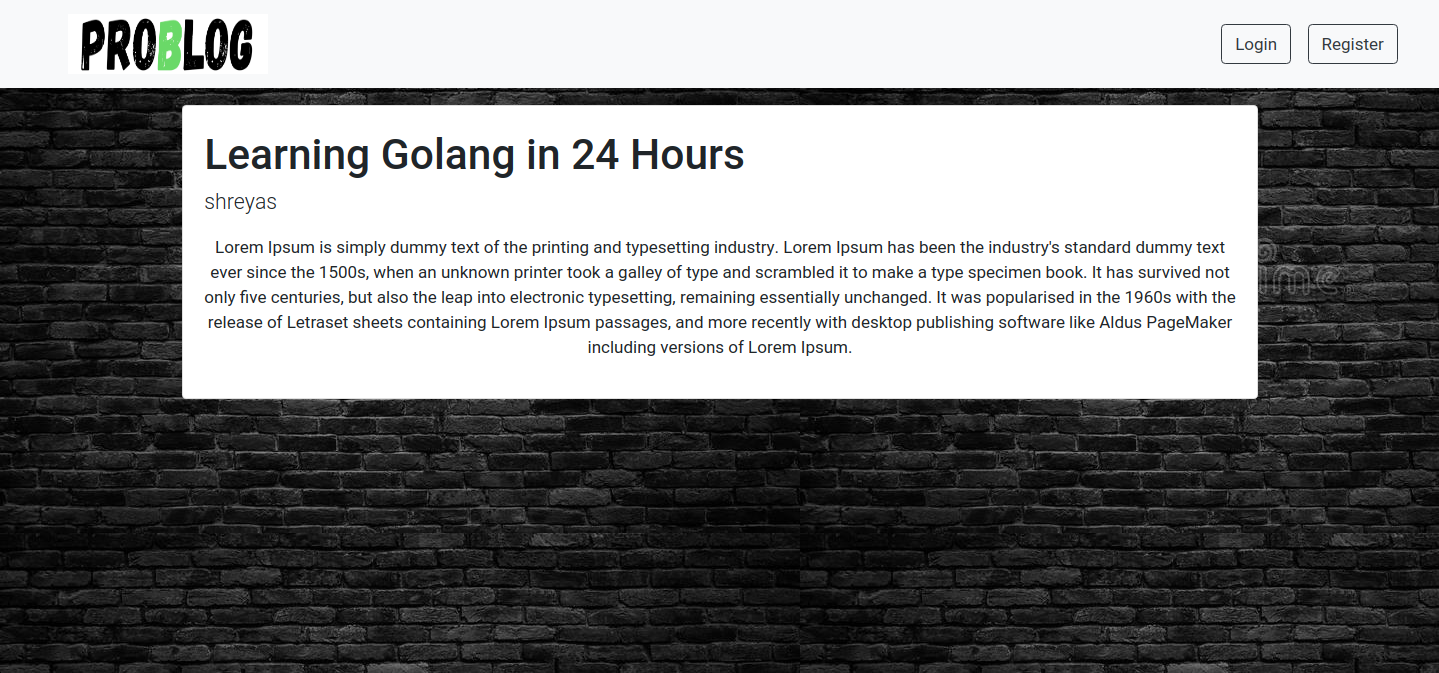 PROBLOG
Login
Register
Learning Golang in 24 Hours
shreyas
Lorem Ipsum is simply dummy text of the printing and typesetting industry. Lorem Ipsum has been the industry's standard dummy text
ever since the 1500s, when an unknown printer took a galley of type and scrambled it to make a type specimen book. It has survived not
only five centuries, but also the leap into electronic typesetting, remaining essentially unchanged. It was popularised in the 1960s with the
release of Letraset sheets containing Lorem Ipsum passages, and more recently with desktop publishing software like Aldus PageMaker
including versions of Lorem Ipsum.